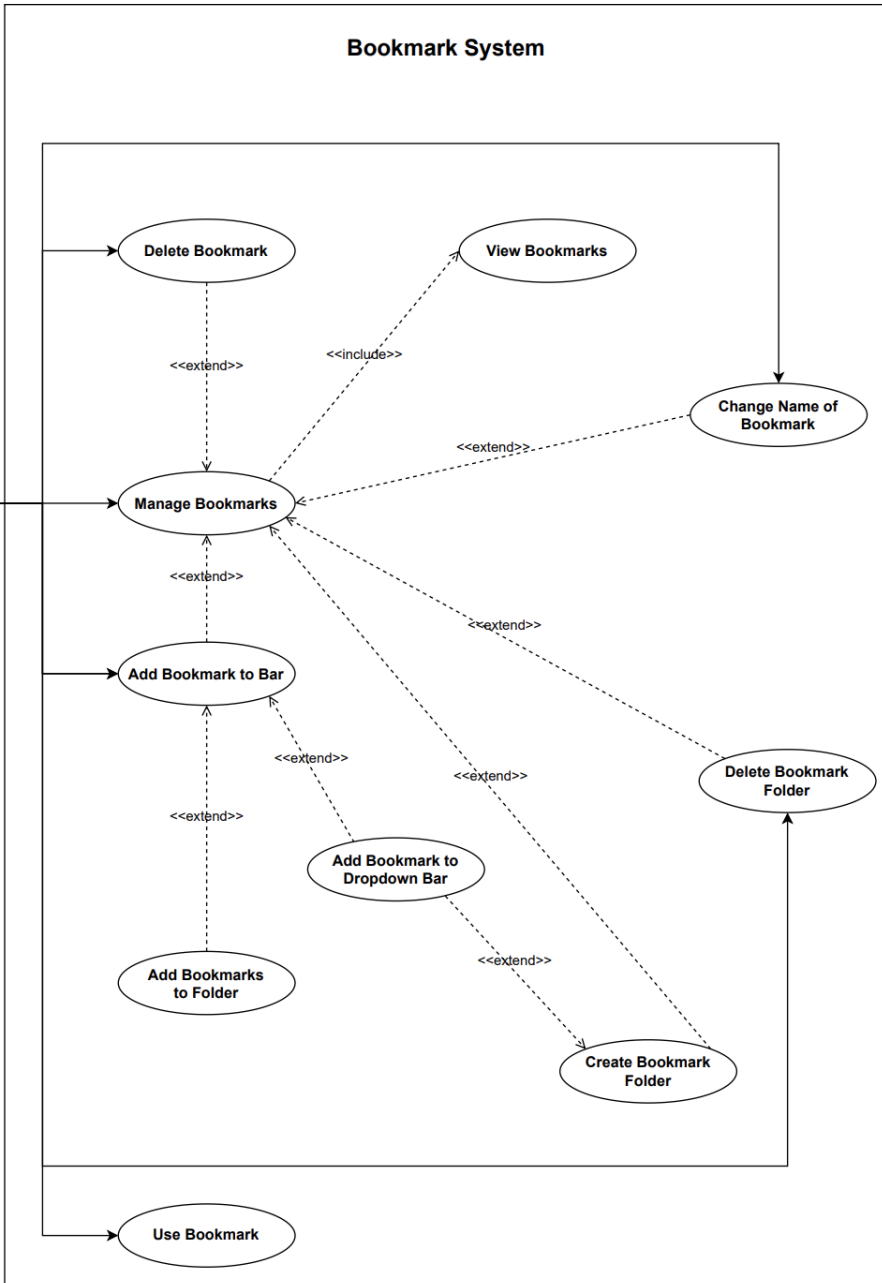 Bookmark System
Delete Bookmark
View Bookmarks
<<include>>
<<extend>>
Change Name of
Bookmark
<<extend>>
Manage Bookmarks
<<extend>>
<<extend>>
Add Bookmark to Bar
<<extend>>
Delete Bookmark
Folder
<<extend>>
<<extend>>
Add Bookmark to
Dropdown Bar
<<extend>>
Add Bookmarks
to Folder
Create Bookmark
Folder
Use Bookmark